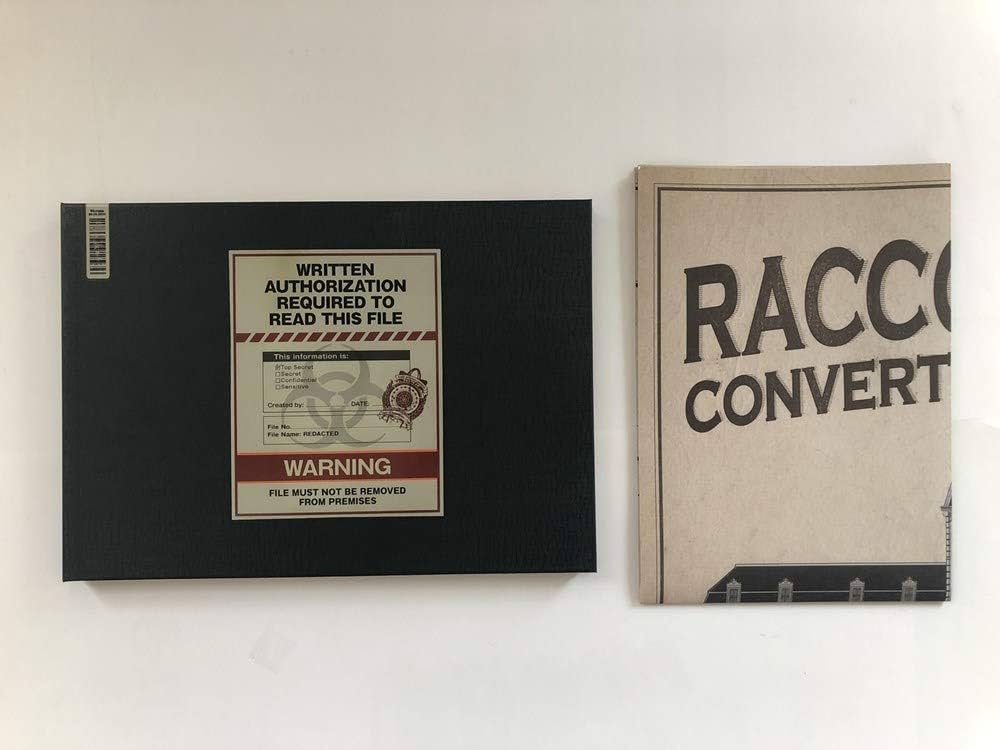 WRITTEN
AUTHORIZATION
REQUIRED TO
READ THIS FILE
This information is:
Top Secret
Secret
Confidential
Sensitive
Created by:
DATE:
File No.
File Name: REDACTED
WARNING
FILE MUST NOT BE REMOVED
FROM PREMISES
RACCO
CONVERT